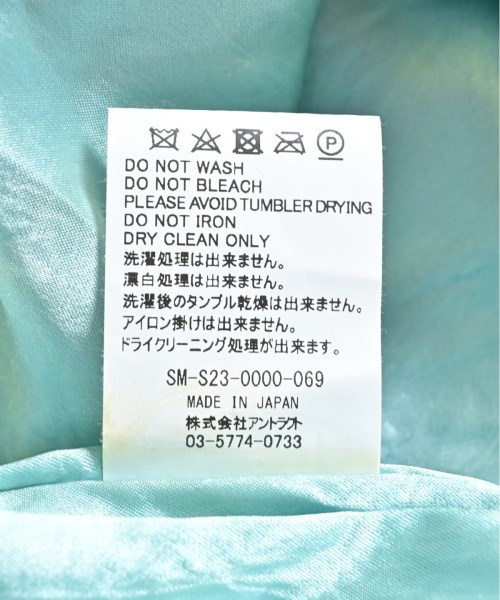 P
DO NOT WASH
DO NOT BLEACH
PLEASE AVOID TUMBLER DRYING
DO NOT IRON
DRY CLEAN ONLY
洗濯処理は出来ません。
漂白処理は出来ません。
洗濯後のタンブル乾燥は出来ません。
アイロン掛けは出来ません。
ドライクリーニング処理が出来ます。
SM-S23-0000-069
MADE IN JAPAN
株式会社アントラクト
03-5774-0733